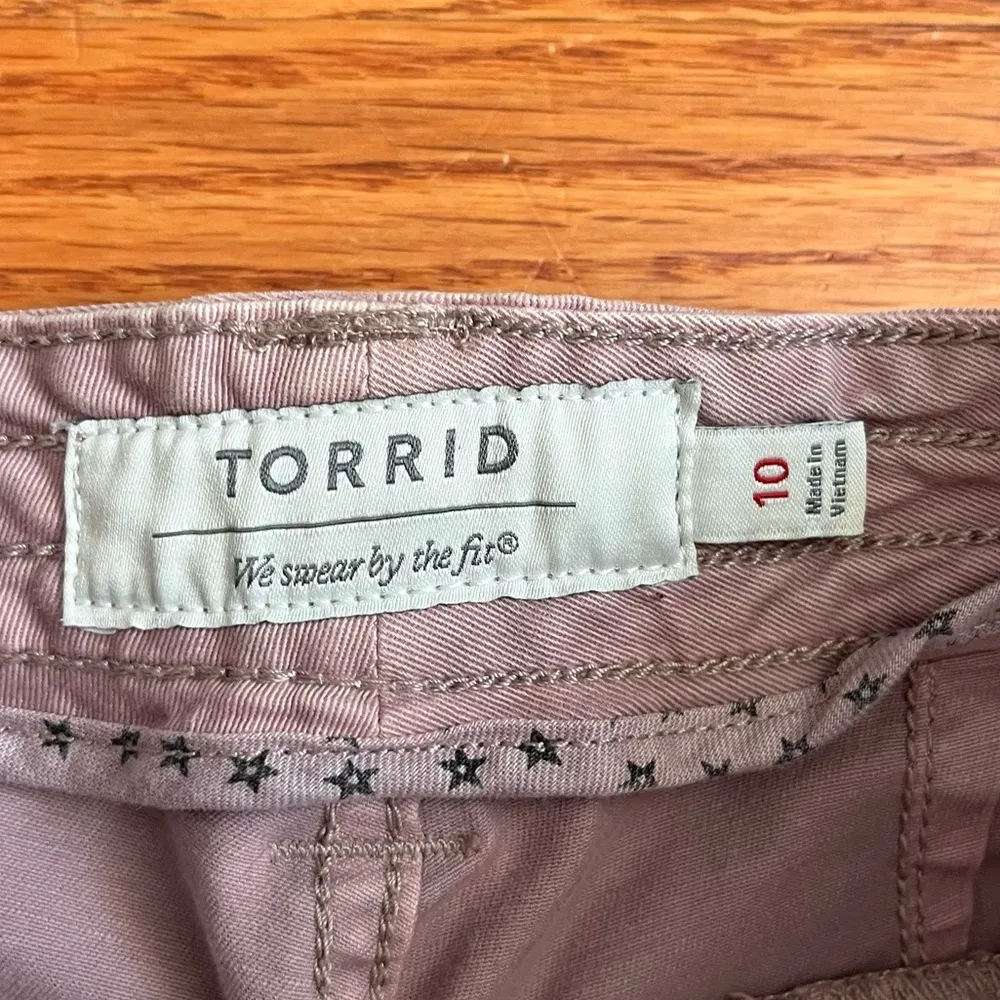 TORRID
We swear by the fit®
10
Made in
Vietnam